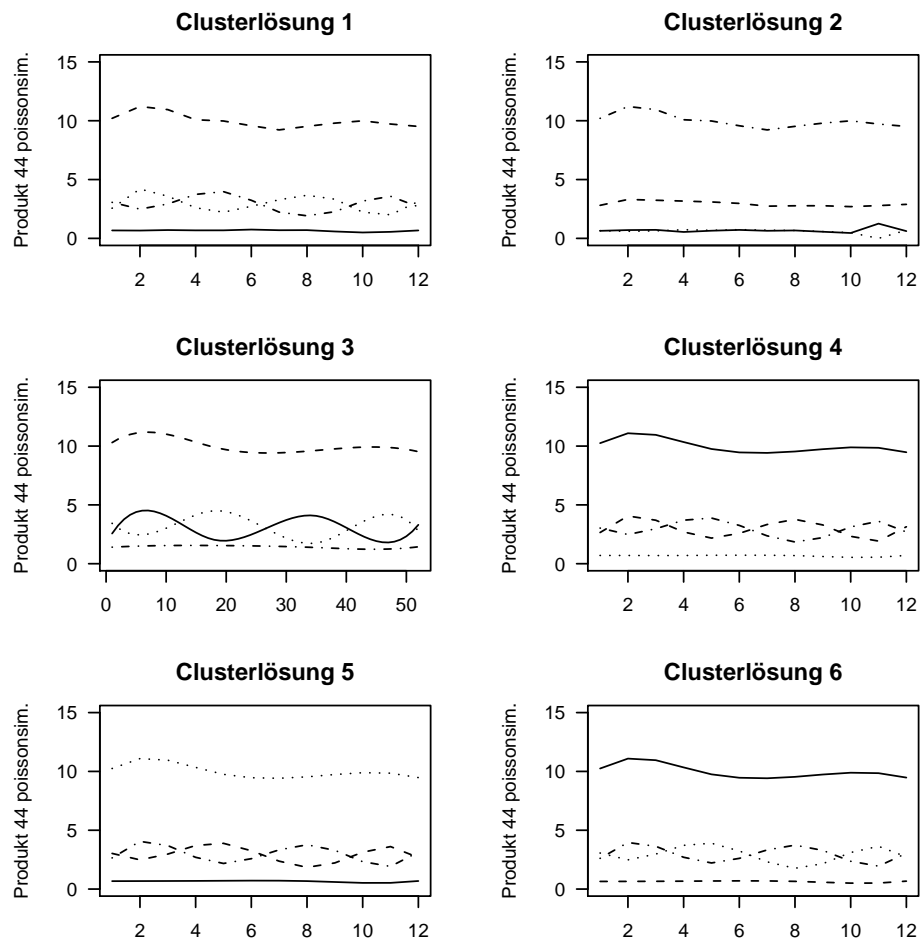 Clusterlösung 1
Produkt 44 poissonsim.
15
10
5
0
2 4 6 8 10 12
Clusterlösung 2
Produkt 44 poissonsim.
15
10
5
0
2 4 6 8 10 12
Clusterlösung 3
Produkt 44 poissonsim.
15
10
5
0
0 10 20 30 40 50
Clusterlösung 4
Produkt 44 poissonsim.
15
10
5
0
2 4 6 8 10 12
Clusterlösung 5
Produkt 44 poissonsim.
15
10
5
0
2 4 6 8 10 12
Clusterlösung 6
Produkt 44 poissonsim.
15
10
5
0
2 4 6 8 10 12